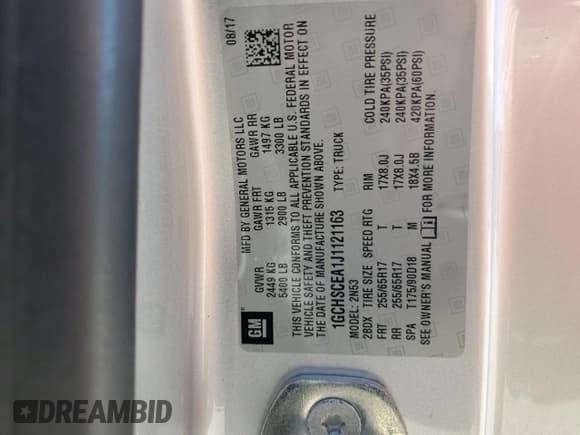 08/17
MFD BY GENERAL MOTORS LLC
GVWR GAWR FRT GAWR RR
2449 KG 1315 KG 1497 KG
5400 LB 2900 LB 3300 LB
THIS VEHICLE CONFORMS TO ALL APPLICABLE U.S. FEDERAL MOTOR
VEHICLE SAFETY AND THEFT PREVENTION STANDARDS IN EFFECT ON
THE DATE OF MANUFACTURE SHOWN ABOVE.
GM
1GCHSCEA1J1121163 TYPE: TRUCK
MODEL: 2N53
28DX TIRE SIZE SPEED RTG RIM COLD TIRE PRESSURE
FRT 255/65R17 T 17X8.0J 240KPA(35PSI)
RR 255/65R17 T 17X8.0J 240KPA(35PSI)
SPA T175/90D18 M 18X4.5B 420KPA(60PSI)
SEE OWNER'S MANUAL FOR MORE INFORMATION.
DREAMBID